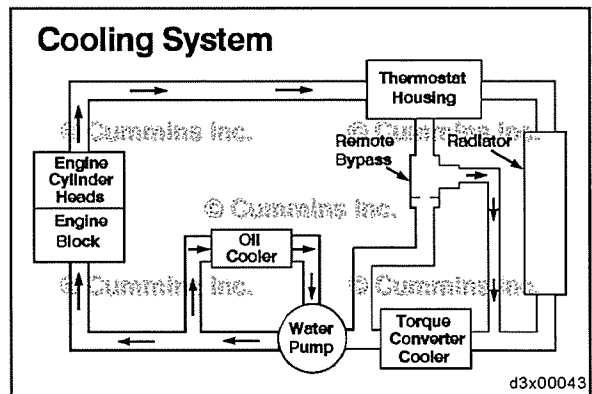 Cooling System
Thermostat
Housing
© Cummins Inc.
© Cummins Inc.
Remote
Bypass
Radiator
Engine
Cylinder
Heads
Engine
Block
© Cummins Inc.
Oil
Cooler
© Cummins Inc.
© Cummins Inc.
Water
Pump
Torque
Converter
Cooler
d3x00043